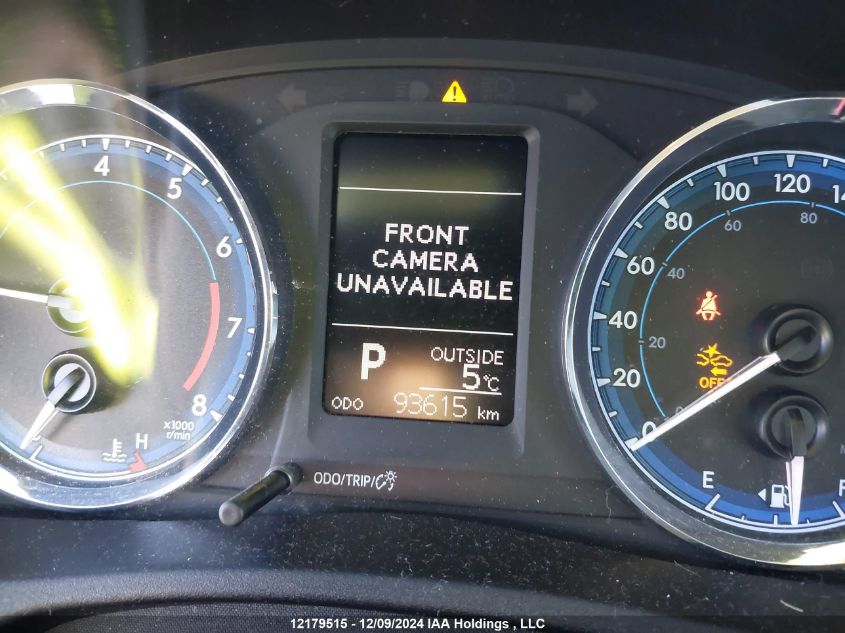 4 5 6 7 8
x1000
r/min
H
ODO/TRIP/
FRONT
CAMERA
UNAVAILABLE
P OUTSIDE
5°C
ODO 93615 km
0 20 40 60 80 100 120
20 40 60 80
OFF
E
F
12179515 - 12/09/2024 IAA Holdings , LLC